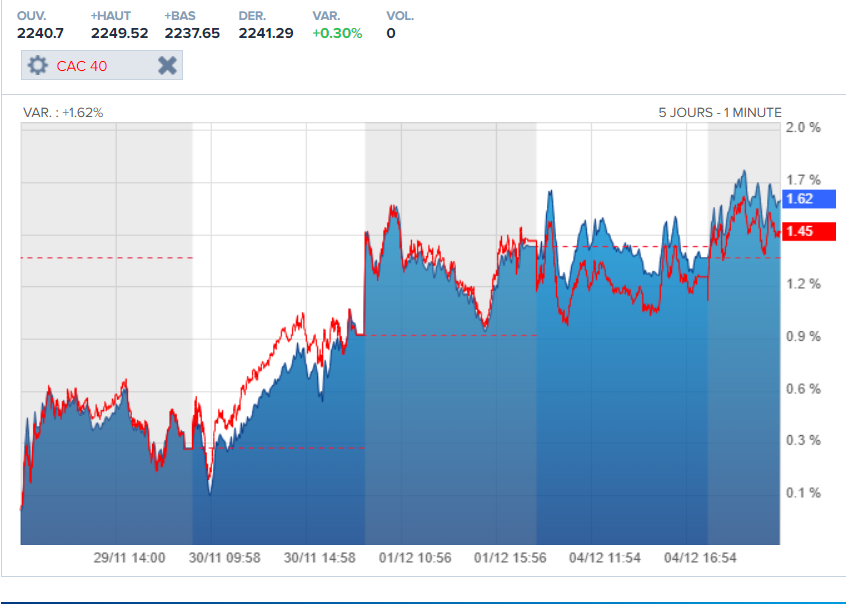 OUV. +HAUT +BAS DER. VAR. VOL.
2240.7 2249.52 2237.65 2241.29 +0.30% 0
CAC 40
VAR. : +1.62% 5 JOURS - 1 MINUTE
2.0 %
1.7 %
1.62
1.45
1.2 %
0.9 %
0.6 %
0.3 %
0.1 %
29/11 14:00 30/11 09:58 30/11 14:58 01/12 10:56 01/12 15:56 04/12 11:54 04/12 16:54